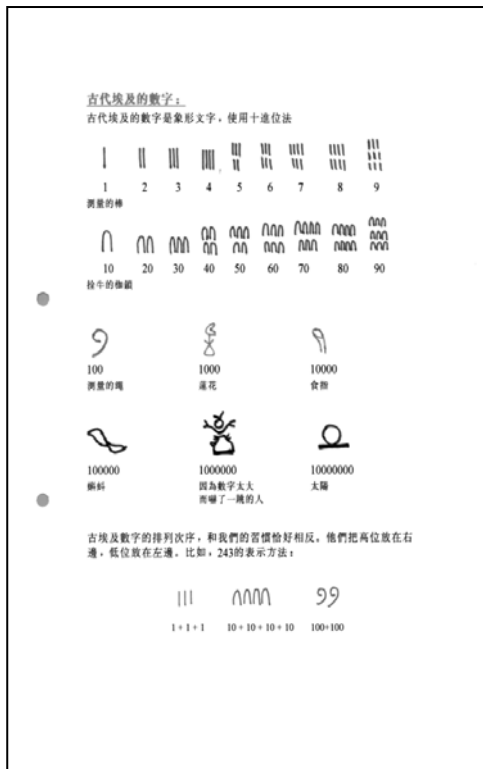 古代埃及的數字：
古代埃及的數字是象形文字，使用十進位法
1 2 3 4 5 6 7 8 9
測量的棒
10 20 30 40 50 60 70 80 90
拴牛的枷鎖
100 1000 10000
測量的繩 蓮花 食指
100000 1000000 10000000
蝌蚪 因為數字太大 太陽
而嚇了一跳的人
古埃及數字的排列次序，和我們的習慣恰好相反，他們把高位放在右
邊，低位放在左邊。比如，243的表示方法：
1 + 1 + 1 10 + 10 + 10 + 10 100+100